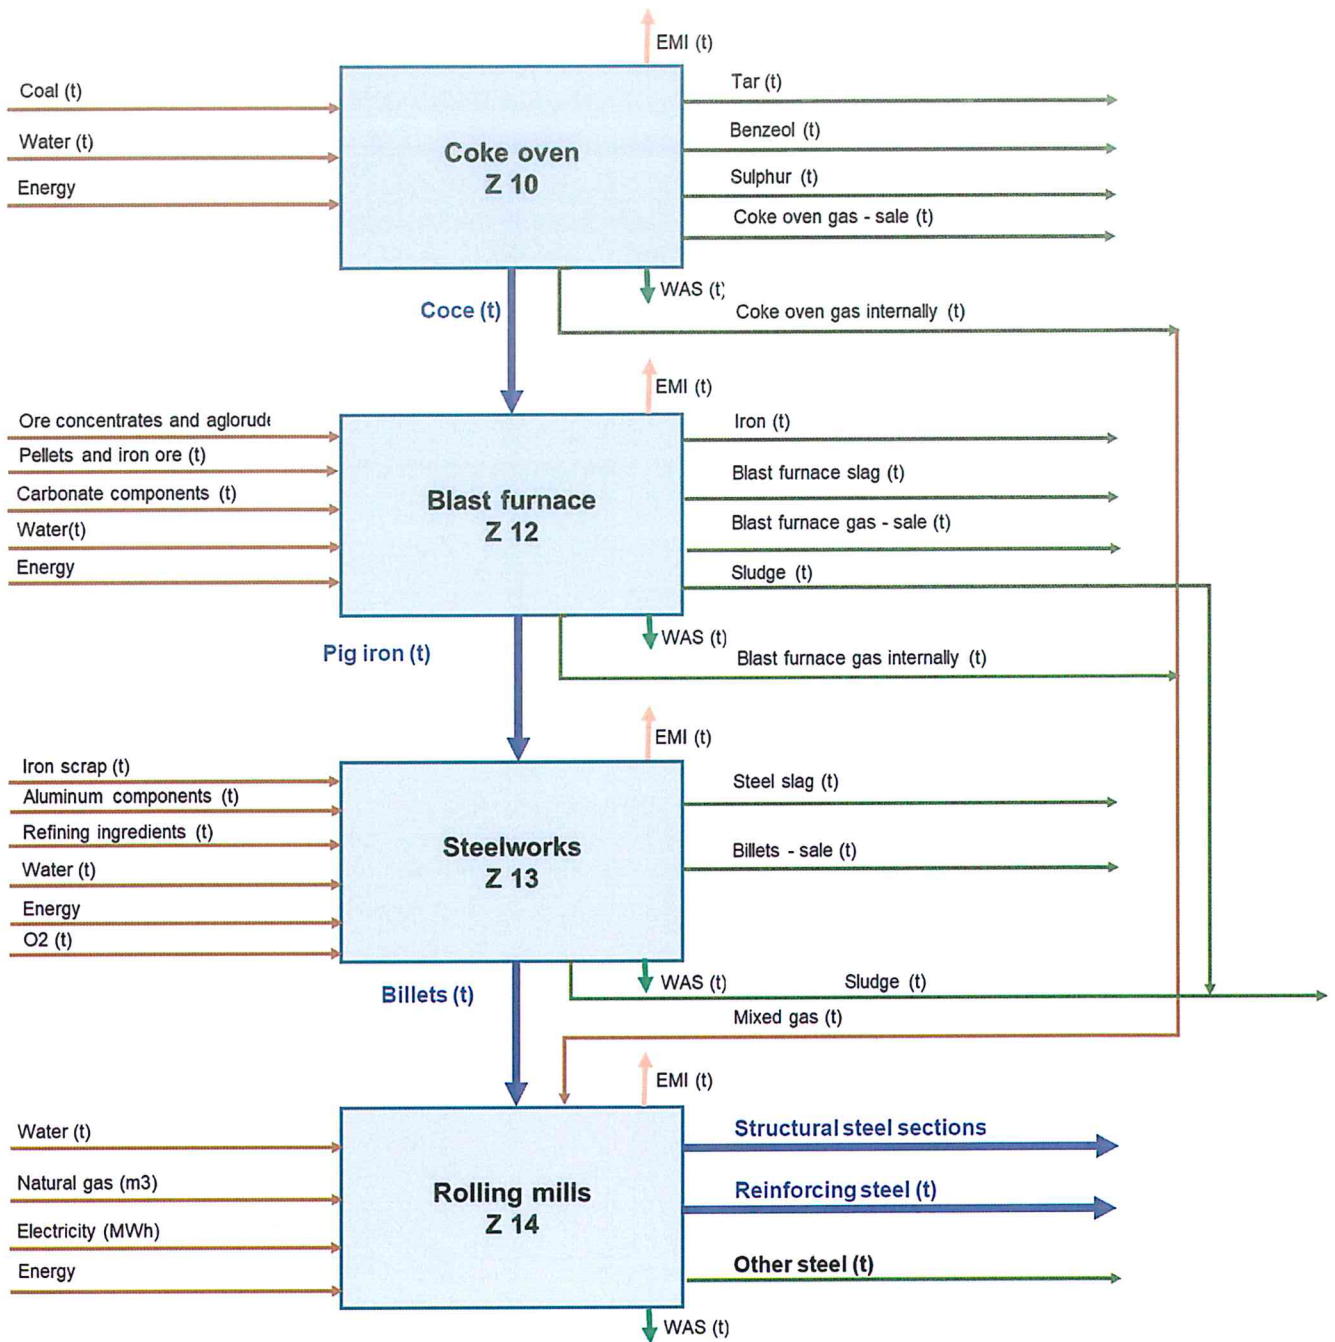 EMI (t)
Coal (t)
Water (t)
Energy
Coke oven
Z 10
Tar (t)
Benzeol (t)
Sulphur (t)
Coke oven gas - sale (t)
WAS (t)
Coce (t)
Coke oven gas internally (t)
EMI (t)
Ore concentrates and aglorude
Pellets and iron ore (t)
Carbonate components (t)
Water(t)
Energy
Blast furnace
Z 12
Iron (t)
Blast furnace slag (t)
Blast furnace gas - sale (t)
Sludge (t)
WAS (t)
Pig iron (t)
Blast furnace gas internally (t)
EMI (t)
Iron scrap (t)
Aluminum components (t)
Refining ingredients (t)
Water (t)
Energy
O2 (t)
Steelworks
Z 13
Steel slag (t)
Billets - sale (t)
WAS (t)
Sludge (t)
Billets (t)
Mixed gas (t)
EMI (t)
Water (t)
Natural gas (m3)
Electricity (MWh)
Energy
Rolling mills
Z 14
Structural steel sections
Reinforcing steel (t)
Other steel (t)
WAS (t)